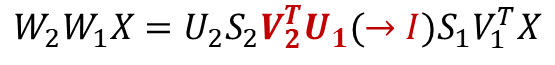 W₂W₁X = U₂S₂V₂ᵀU₁(→ I)S₁V₁ᵀX